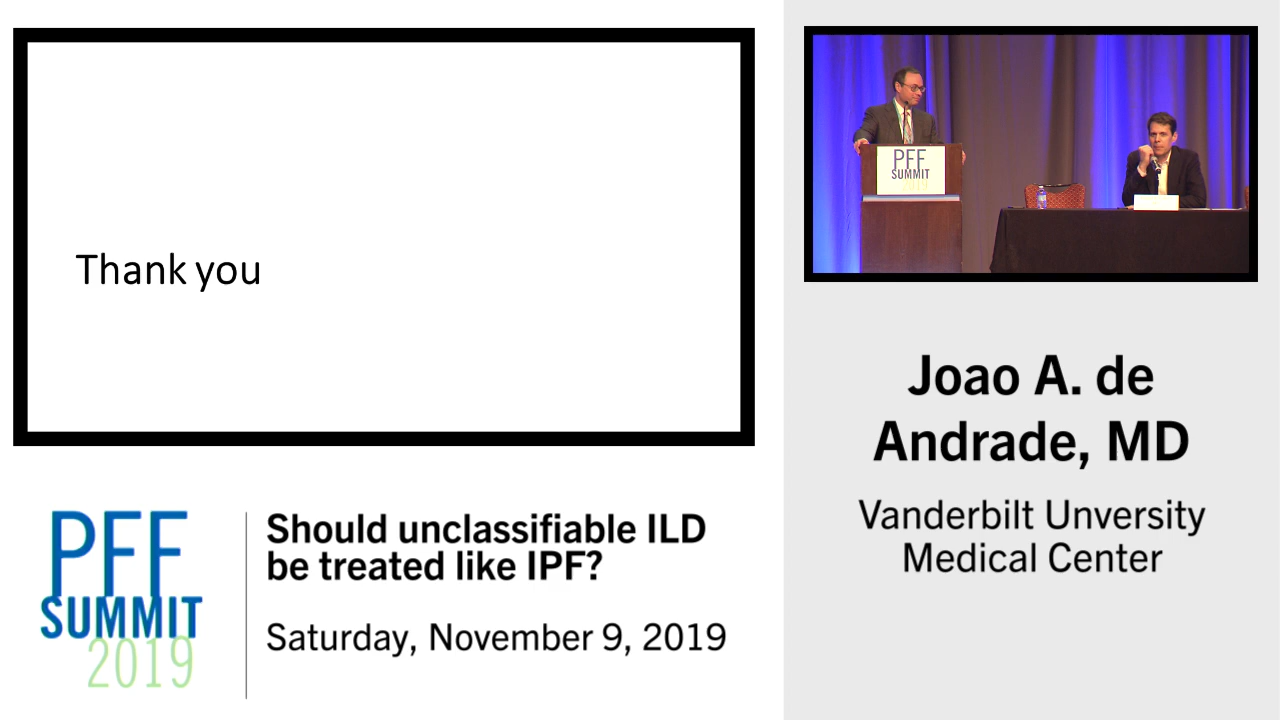 Thank you
PFF
SUMMIT
2019
Joao A. de
Andrade, MD
Vanderbilt Unversity
Medical Center
PFF
SUMMIT
2019
Should unclassifiable ILD
be treated like IPF?
Saturday, November 9, 2019